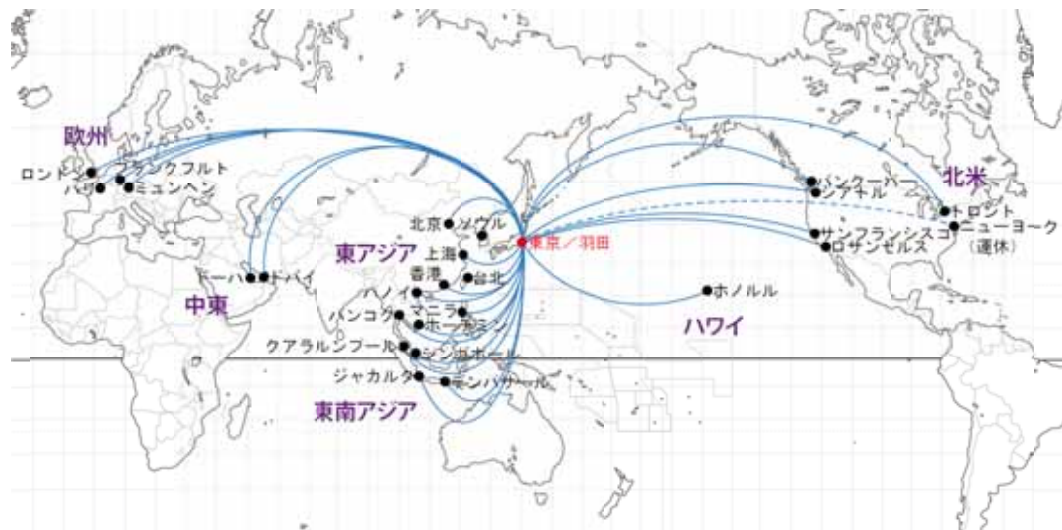 欧州
ロンドン
パリ
フランクフルト
ミュンヘン
中東
ドーハ
ドバイ
東アジア
北京
ソウル
上海
香港
台北
東京／羽田
ハノイ
マニラ
バンコク
ホーチミン
クアラルンプール
シンガポール
ジャカルタ
デンパサール
東南アジア
ハワイ
ホノルル
北米
バンクーバー
シアトル
サンフランシスコ
ロサンゼルス
トロント
ニューヨーク
(運休)